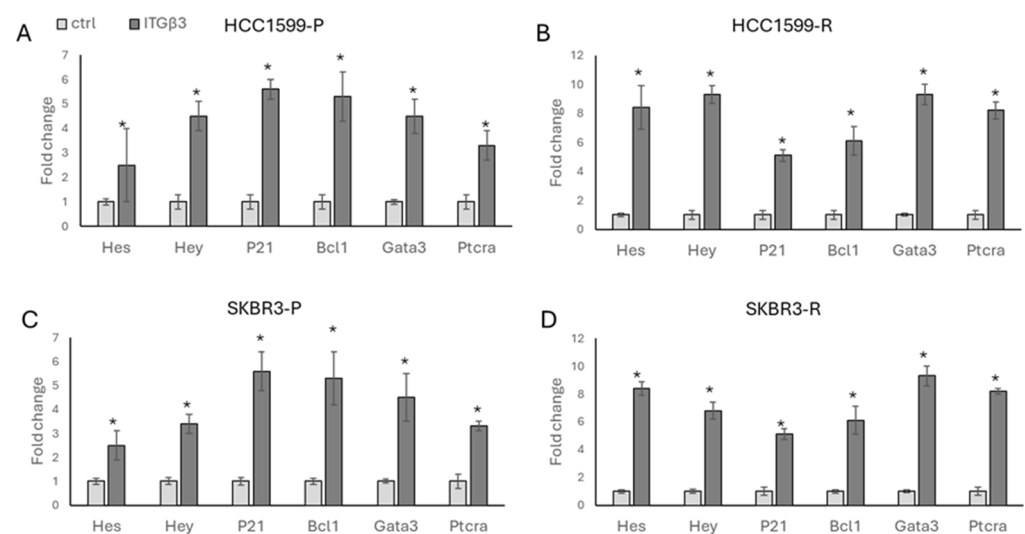 A ctrl ITGβ3 HCC1599-P
7
6
5
4
3
2
1
0
Fold change
* * * * * *
Hes Hey P21 Bcl1 Gata3 Ptcra
B HCC1599-R
12
10
8
6
4
2
0
Fold change
* * * * * *
Hes Hey P21 Bcl1 Gata3 Ptcra
C SKBR3-P
7
6
5
4
3
2
1
0
Fold change
* * * * * *
Hes Hey P21 Bcl1 Gata3 Ptcra
D SKBR3-R
12
10
8
6
4
2
0
Fold change
* * * * * *
Hes Hey P21 Bcl1 Gata3 Ptcra